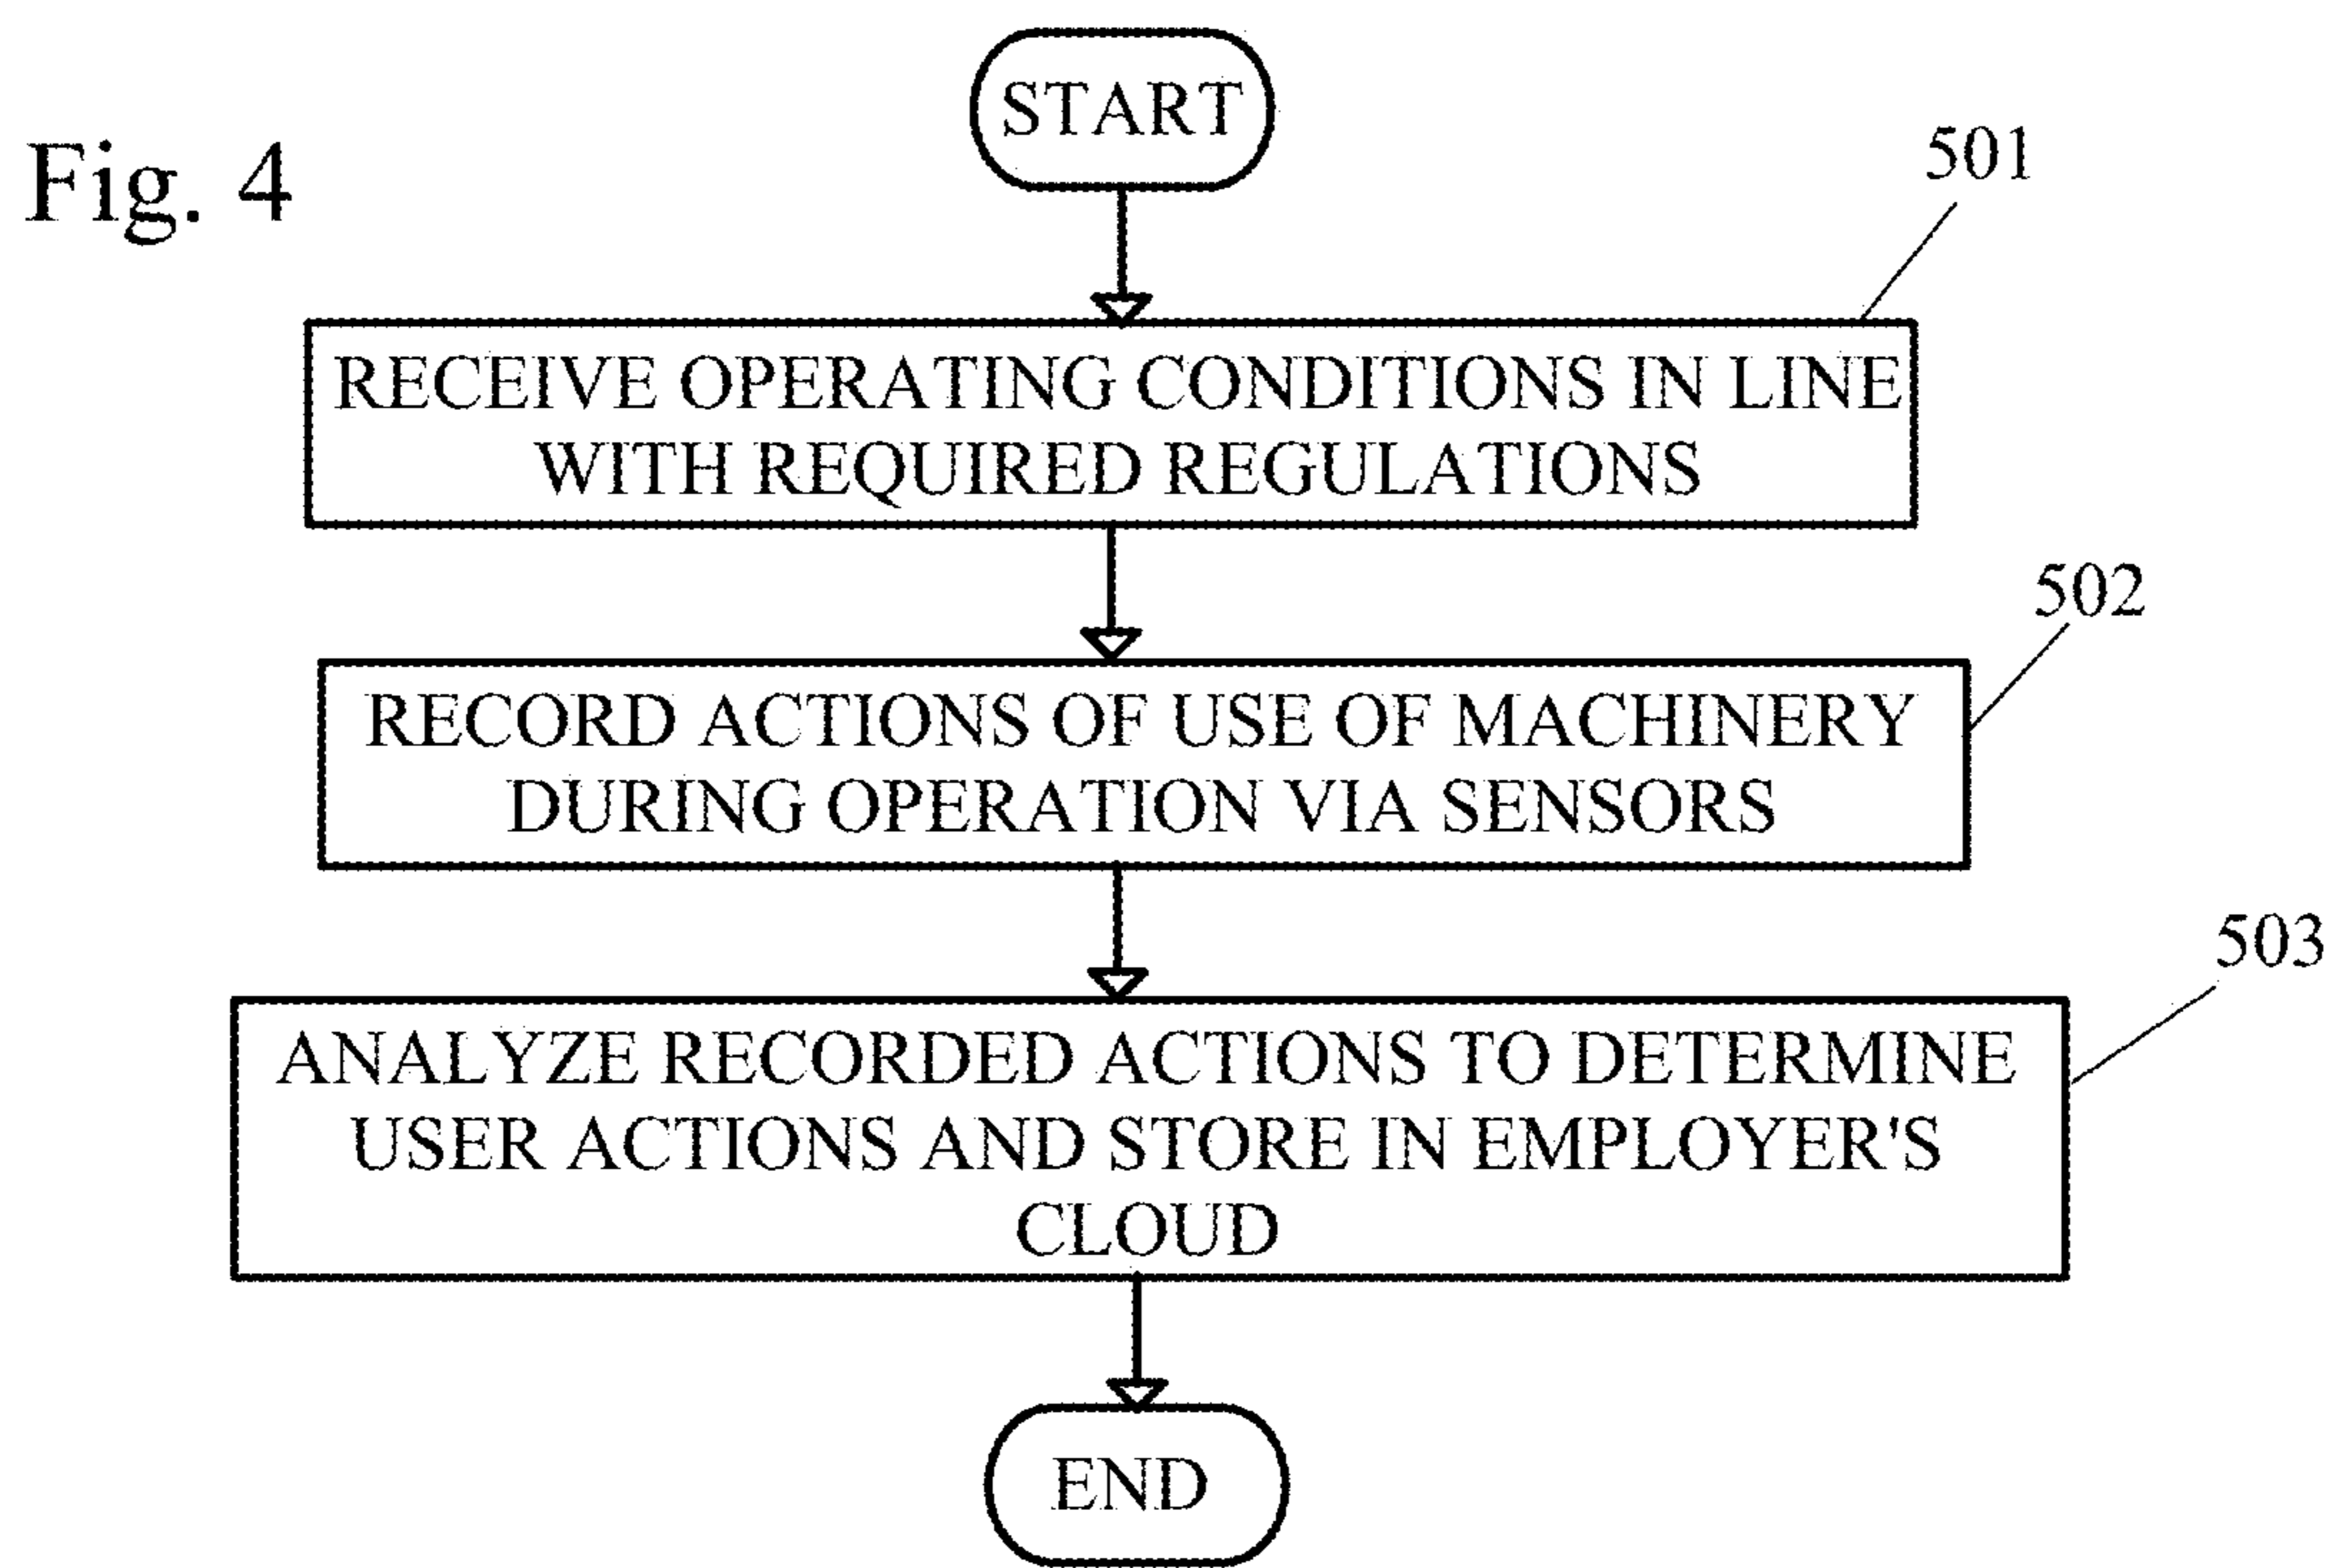 START
Fig. 4
501
RECEIVE OPERATING CONDITIONS IN LINE
WITH REQUIRED REGULATIONS
502
RECORD ACTIONS OF USE OF MACHINERY
DURING OPERATION VIA SENSORS
503
ANALYZE RECORDED ACTIONS TO DETERMINE
USER ACTIONS AND STORE IN EMPLOYER'S
CLOUD
END